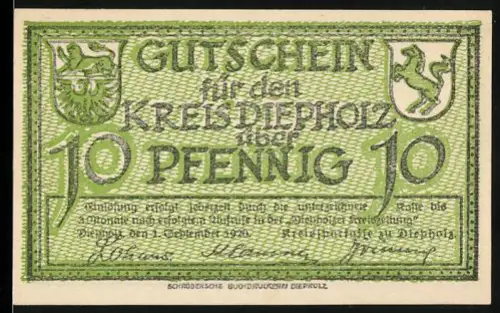 GUTSCHEIN
für den
KREIS DIEPHOLZ
über
10 PFENNIG 10
Einlösung erfolgt jederzeit durch die unterzeichnete Kasse bis
3 Monate nach erfolgtem Aufrufe in der „Diepholzer Kreiszeitung“
Diepholz, den 1. September 1920. Kreissparkasse zu Diepholz.
SCHRÖDERSCHE BUCHDRUCKEREI DIEPHOLZ